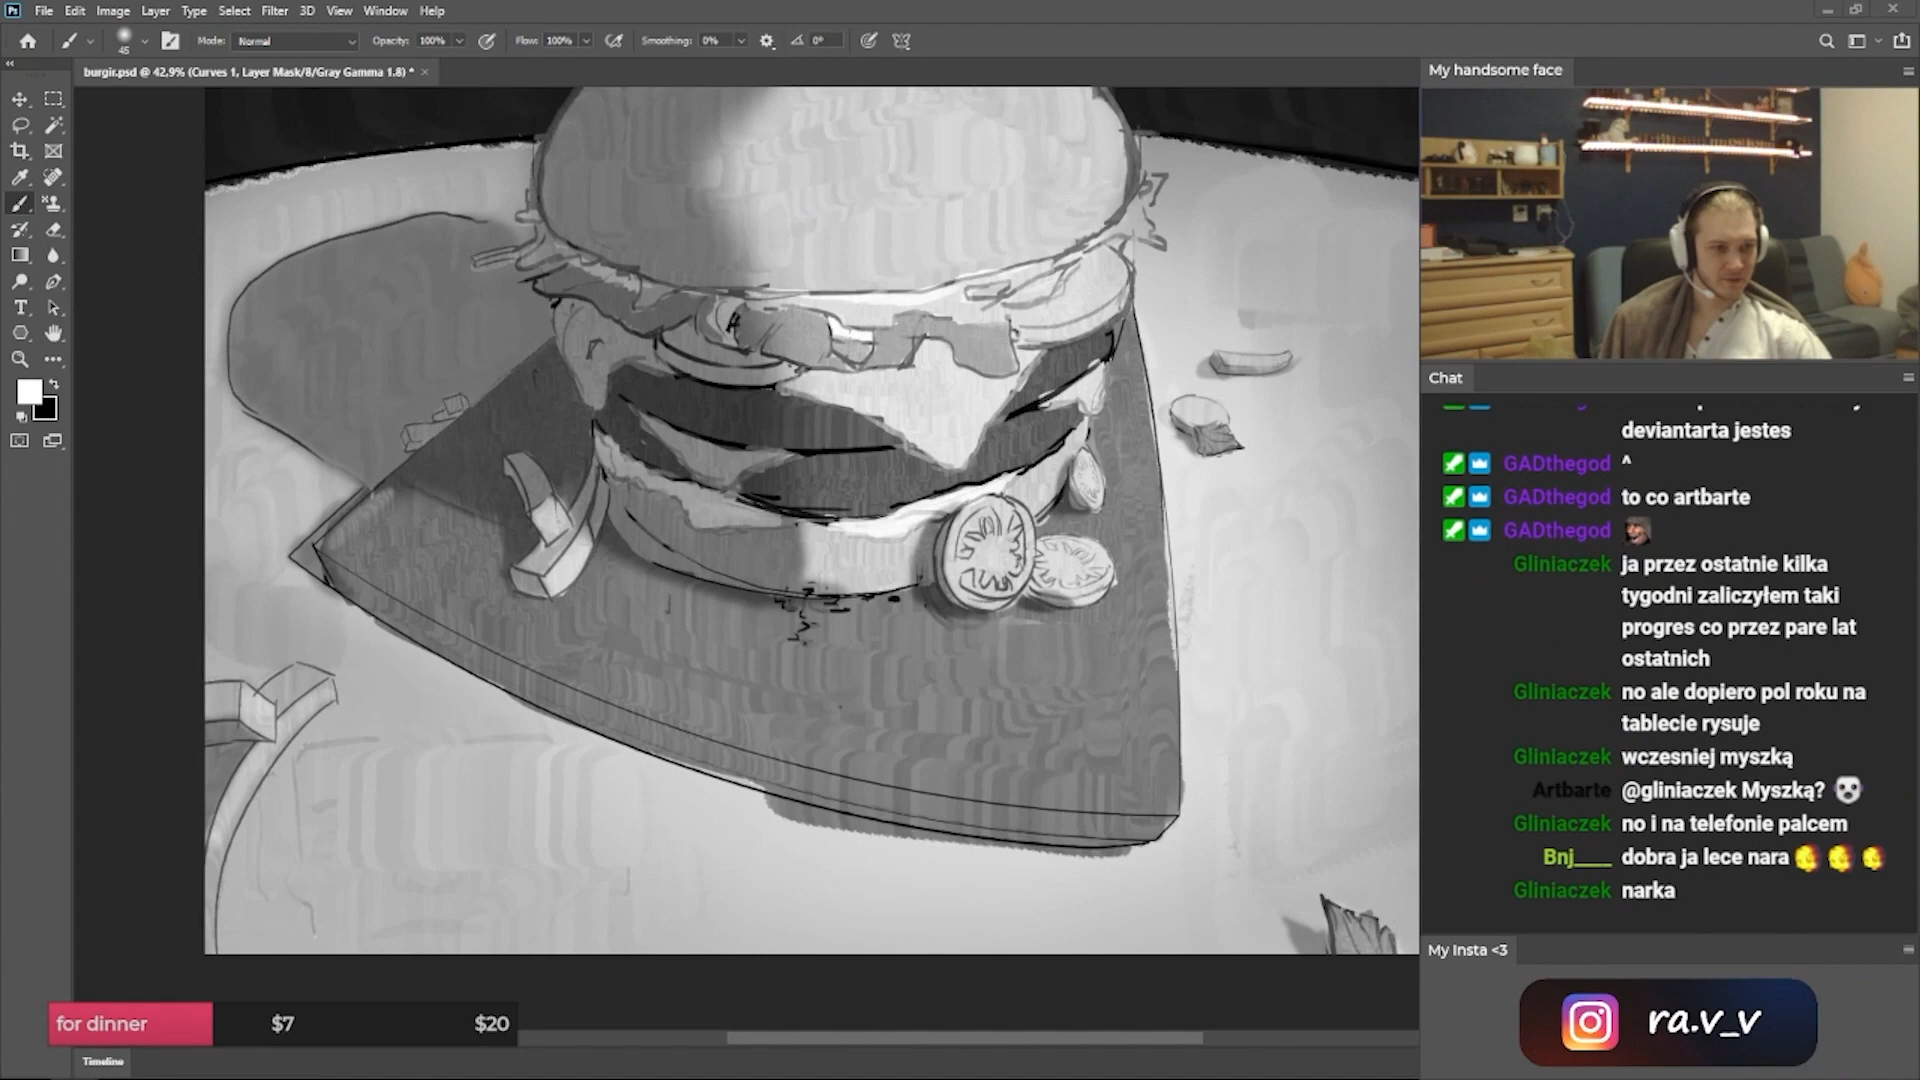 Ps File Edit Image Layer Type Select Filter 3D View Window Help
45 Mode: Normal Opacity: 100% Flow: 100% Smoothing: 0% 0°
burgir.psd @ 42,9% (Curves 1, Layer Mask/8/Gray Gamma 1.8) *
My handsome face
Chat
deviantarta jestes
GADthegod ^
GADthegod to co artbarte
GADthegod
Gliniaczek ja przez ostatnie kilka
tygodni zaliczyłem taki
progres co przez pare lat
ostatnich
Gliniaczek no ale dopiero pol roku na
tablecie rysuje
Gliniaczek wczesniej myszką
Artbarte @gliniaczek Myszką?
Gliniaczek no i na telefonie palcem
Bnj____ dobra ja lece nara
Gliniaczek narka
My Insta <3
ra.v_v
for dinner $7 $20
Timeline